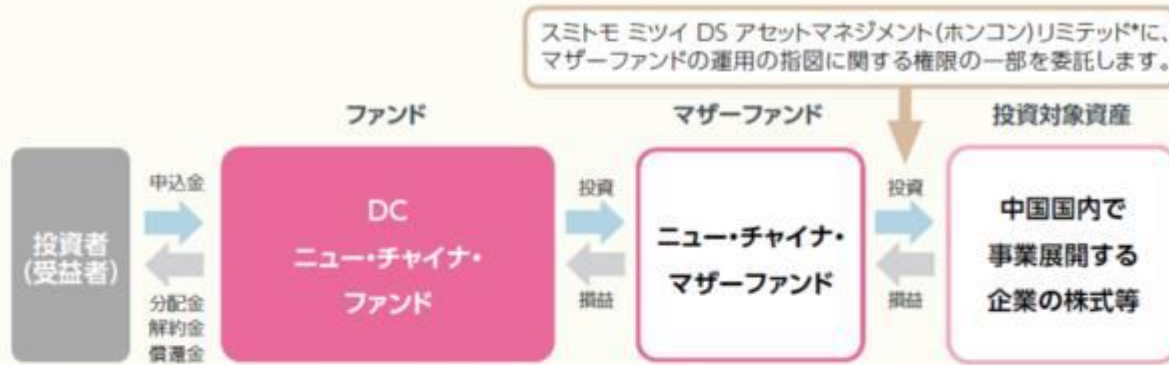 スミトモ ミツイ DS アセットマネジメント(ホンコン)リミテッド*に、
マザーファンドの運用の指図に関する権限の一部を委託します。
ファンド
マザーファンド
投資対象資産
投資者
(受益者)
申込金
分配金
解約金
償還金
DC
ニュー・チャイナ・
ファンド
投資
損益
ニュー・チャイナ・
マザーファンド
投資
損益
中国国内で
事業展開する
企業の株式等